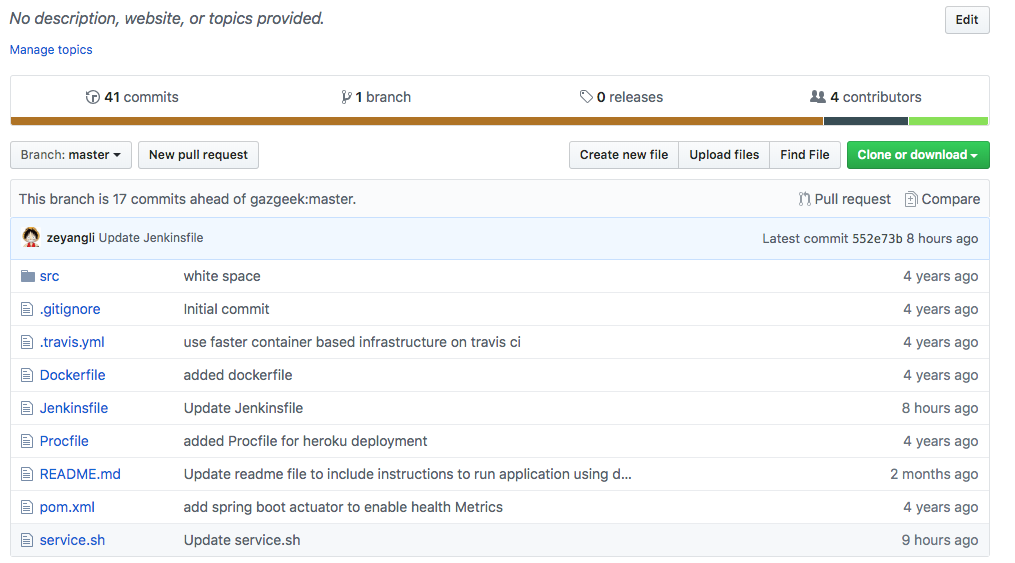 No description, website, or topics provided. Edit
Manage topics
41 commits 1 branch 0 releases 4 contributors
Branch: master New pull request Create new file Upload files Find File Clone or download
This branch is 17 commits ahead of gazgeek:master. Pull request Compare
zeyangli Update Jenkinsfile Latest commit 552e73b 8 hours ago
src white space 4 years ago
.gitignore Initial commit 4 years ago
.travis.yml use faster container based infrastructure on travis ci 4 years ago
Dockerfile added dockerfile 4 years ago
Jenkinsfile Update Jenkinsfile 8 hours ago
Procfile added Procfile for heroku deployment 4 years ago
README.md Update readme file to include instructions to run application using d... 2 months ago
pom.xml add spring boot actuator to enable health Metrics 4 years ago
service.sh Update service.sh 9 hours ago